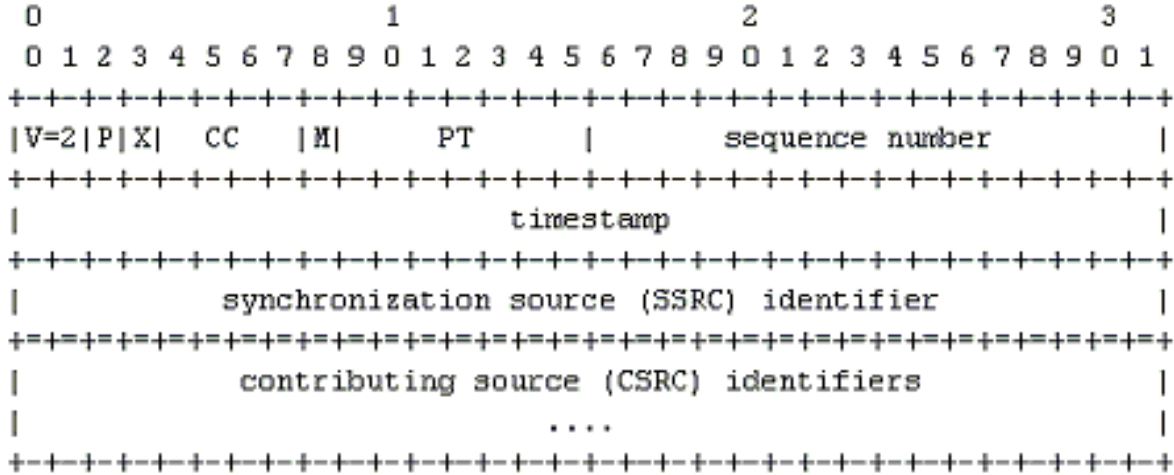 0                   1                   2                   3
 0 1 2 3 4 5 6 7 8 9 0 1 2 3 4 5 6 7 8 9 0 1 2 3 4 5 6 7 8 9 0 1
+-+-+-+-+-+-+-+-+-+-+-+-+-+-+-+-+-+-+-+-+-+-+-+-+-+-+-+-+-+-+-+-+
|V=2|P|X|  CC   |M|     PT      |       sequence number         |
+-+-+-+-+-+-+-+-+-+-+-+-+-+-+-+-+-+-+-+-+-+-+-+-+-+-+-+-+-+-+-+-+
|                           timestamp                           |
+-+-+-+-+-+-+-+-+-+-+-+-+-+-+-+-+-+-+-+-+-+-+-+-+-+-+-+-+-+-+-+-+
|           synchronization source (SSRC) identifier            |
+=+=+=+=+=+=+=+=+=+=+=+=+=+=+=+=+=+=+=+=+=+=+=+=+=+=+=+=+=+=+=+=+
|            contributing source (CSRC) identifiers             |
|                             ....                              |
+-+-+-+-+-+-+-+-+-+-+-+-+-+-+-+-+-+-+-+-+-+-+-+-+-+-+-+-+-+-+-+-+